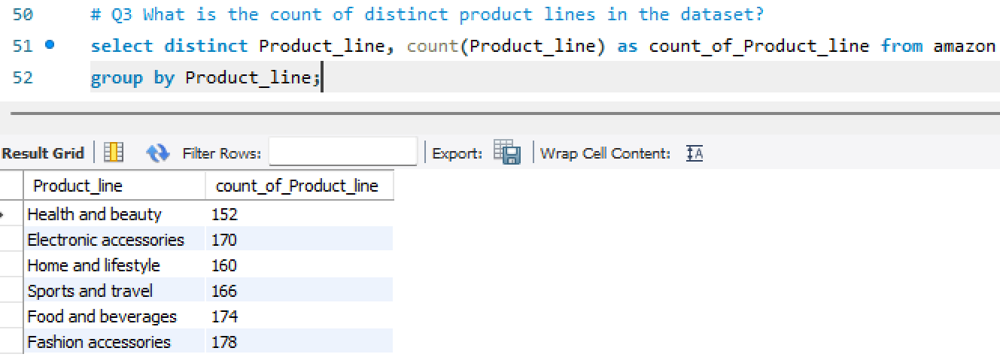 50 # Q3 What is the count of distinct product lines in the dataset?
51 select distinct Product_line, count(Product_line) as count_of_Product_line from amazon
52 group by Product_line;
Result Grid Filter Rows: Export: Wrap Cell Content: IA
Product_line count_of_Product_line
Health and beauty 152
Electronic accessories 170
Home and lifestyle 160
Sports and travel 166
Food and beverages 174
Fashion accessories 178